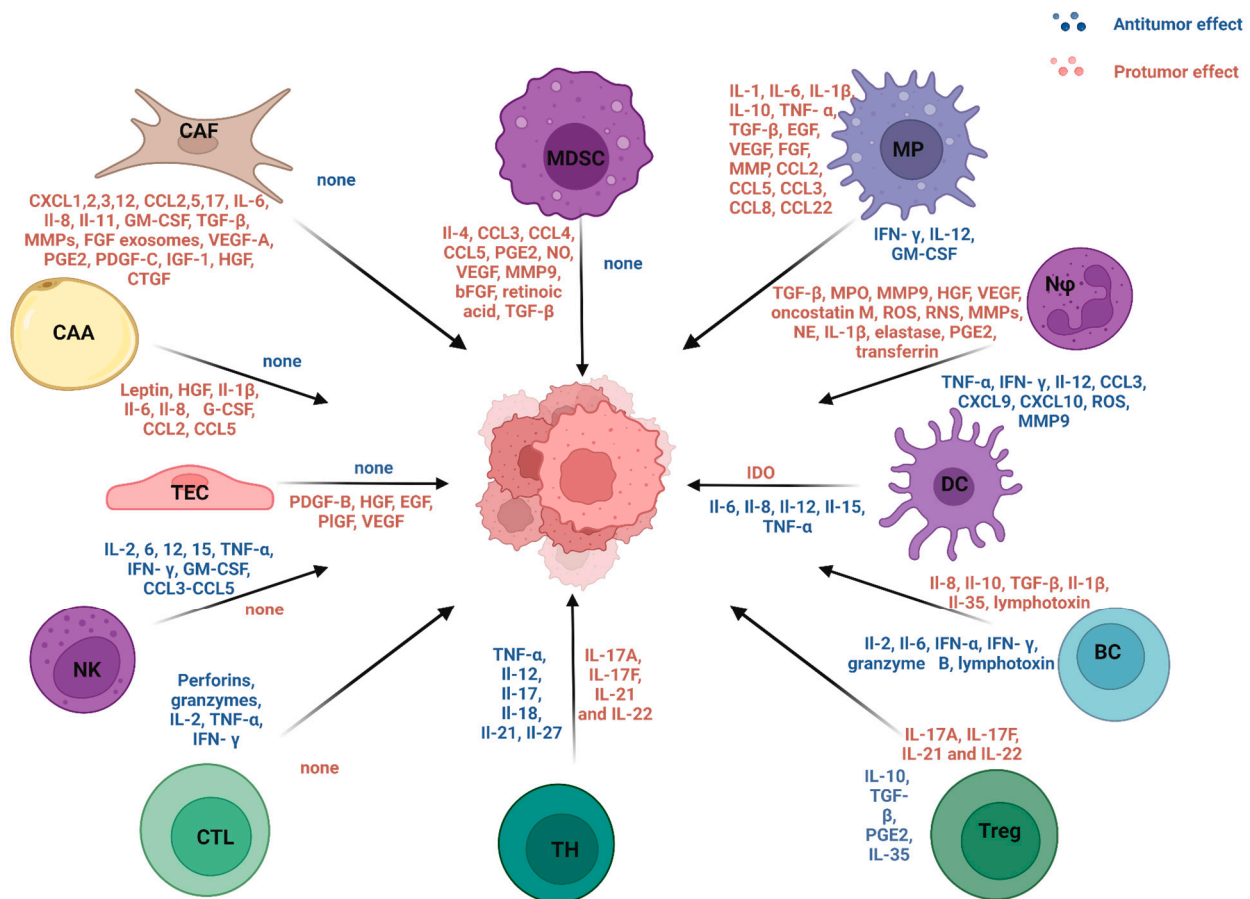 Antitumor effect
Protumor effect
CAF
none
CXCL1,2,3,12, CCL2,5,17, IL-6,
Il-8, Il-11, GM-CSF, TGF-β,
MMPs, FGF exosomes, VEGF-A,
PGE2, PDGF-C, IGF-1, HGF,
CTGF
MDSC
Il-4, CCL3, CCL4,
CCL5, PGE2, NO,
VEGF, MMP9,
bFGF, retinoic
acid, TGF-β
none
IL-1, IL-6, IL-1β,
IL-10, TNF- α,
TGF-β, EGF,
VEGF, FGF,
MMP, CCL2,
CCL5, CCL3,
CCL8, CCL22
MP
IFN- γ, IL-12,
GM-CSF
CAA
none
Leptin, HGF, Il-1β,
Il-6, Il-8, G-CSF,
CCL2, CCL5
TGF-β, MPO, MMP9, HGF, VEGF,
oncostatin M, ROS, RNS, MMPs,
NE, IL-1β, elastase, PGE2,
transferrin
Nφ
TNF-α, IFN- γ, Il-12, CCL3,
CXCL9, CXCL10, ROS,
MMP9
TEC
none
PDGF-B, HGF, EGF,
PlGF, VEGF
IDO
DC
Il-6, Il-8, Il-12, Il-15,
TNF-α
IL-2, 6, 12, 15, TNF-α,
IFN- γ, GM-CSF,
CCL3-CCL5
none
NK
Il-8, Il-10, TGF-β, Il-1β,
Il-35, lymphotoxin
Il-2, Il-6, IFN-α, IFN- γ,
granzyme B, lymphotoxin
BC
Perforins,
granzymes,
IL-2, TNF-α,
IFN- γ
none
CTL
TNF-α,
Il-12,
Il-17,
Il-18,
Il-21, Il-27
IL-17A,
IL-17F,
IL-21
and IL-22
TH
IL-17A, IL-17F,
IL-21 and IL-22
IL-10,
TGF-
β,
PGE2,
IL-35
Treg